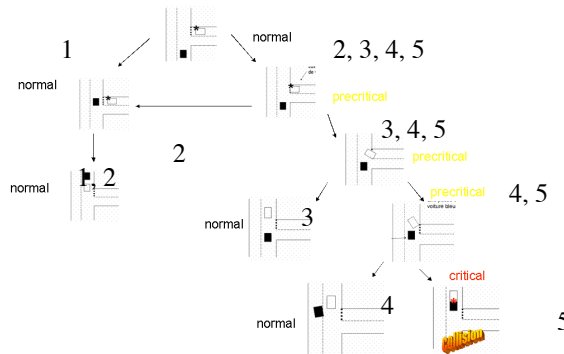 normal
1
2, 3, 4, 5
normal
precritical
3, 4, 5
precritical
2
normal
1, 2
precritical
4, 5
voiture bleu
normal
3
critical
4
normal
collision
5